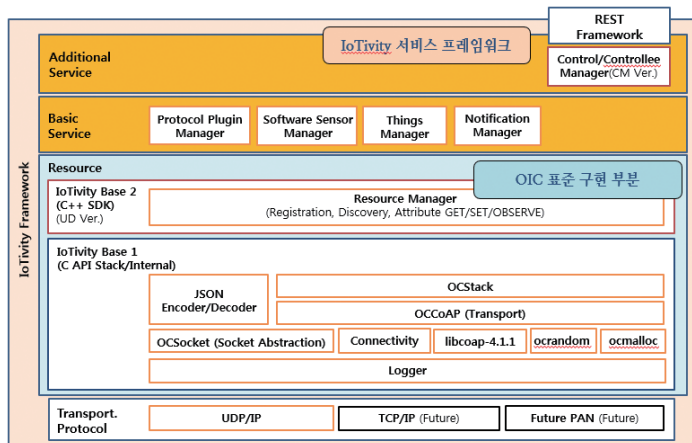 REST
Framework
IoTivity 서비스 프레임워크
Additional
Service
Control/Controllee
Manager(CM Ver.)
Basic
Service
Protocol Plugin
Manager
Software Sensor
Manager
Things
Manager
Notification
Manager
IoTivity Framework
Resource
OIC 표준 구현 부분
IoTivity Base 2
(C++ SDK)
(UD Ver.)
Resource Manager
(Registration, Discovery, Attribute GET/SET/OBSERVE)
IoTivity Base 1
(C API Stack/Internal)
JSON
Encoder/Decoder
OCStack
OCCoAP (Transport)
OCSocket (Socket Abstraction)
Connectivity
libcoap-4.1.1
ocrandom
ocmalloc
Logger
Transport.
Protocol
UDP/IP
TCP/IP (Future)
Future PAN (Future)